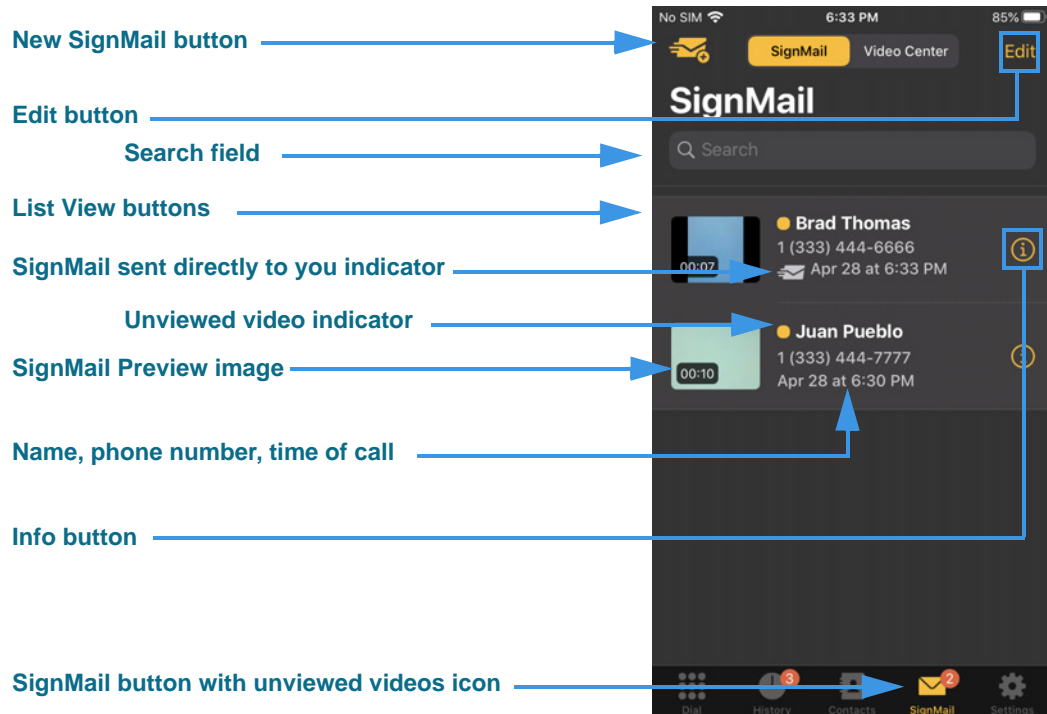 No SIM 6:33 PM 85%
New SignMail button
SignMail Video Center Edit
SignMail
Edit button
Search field
Search
List View buttons
Brad Thomas
1 (333) 444-6666
00:07
Apr 28 at 6:33 PM
SignMail sent directly to you indicator
Unviewed video indicator
Juan Pueblo
SignMail Preview image
1 (333) 444-7777
00:10
Apr 28 at 6:30 PM
Name, phone number, time of call
Info button
SignMail button with unviewed videos icon
3 2
Dial History Contacts SignMail Settings